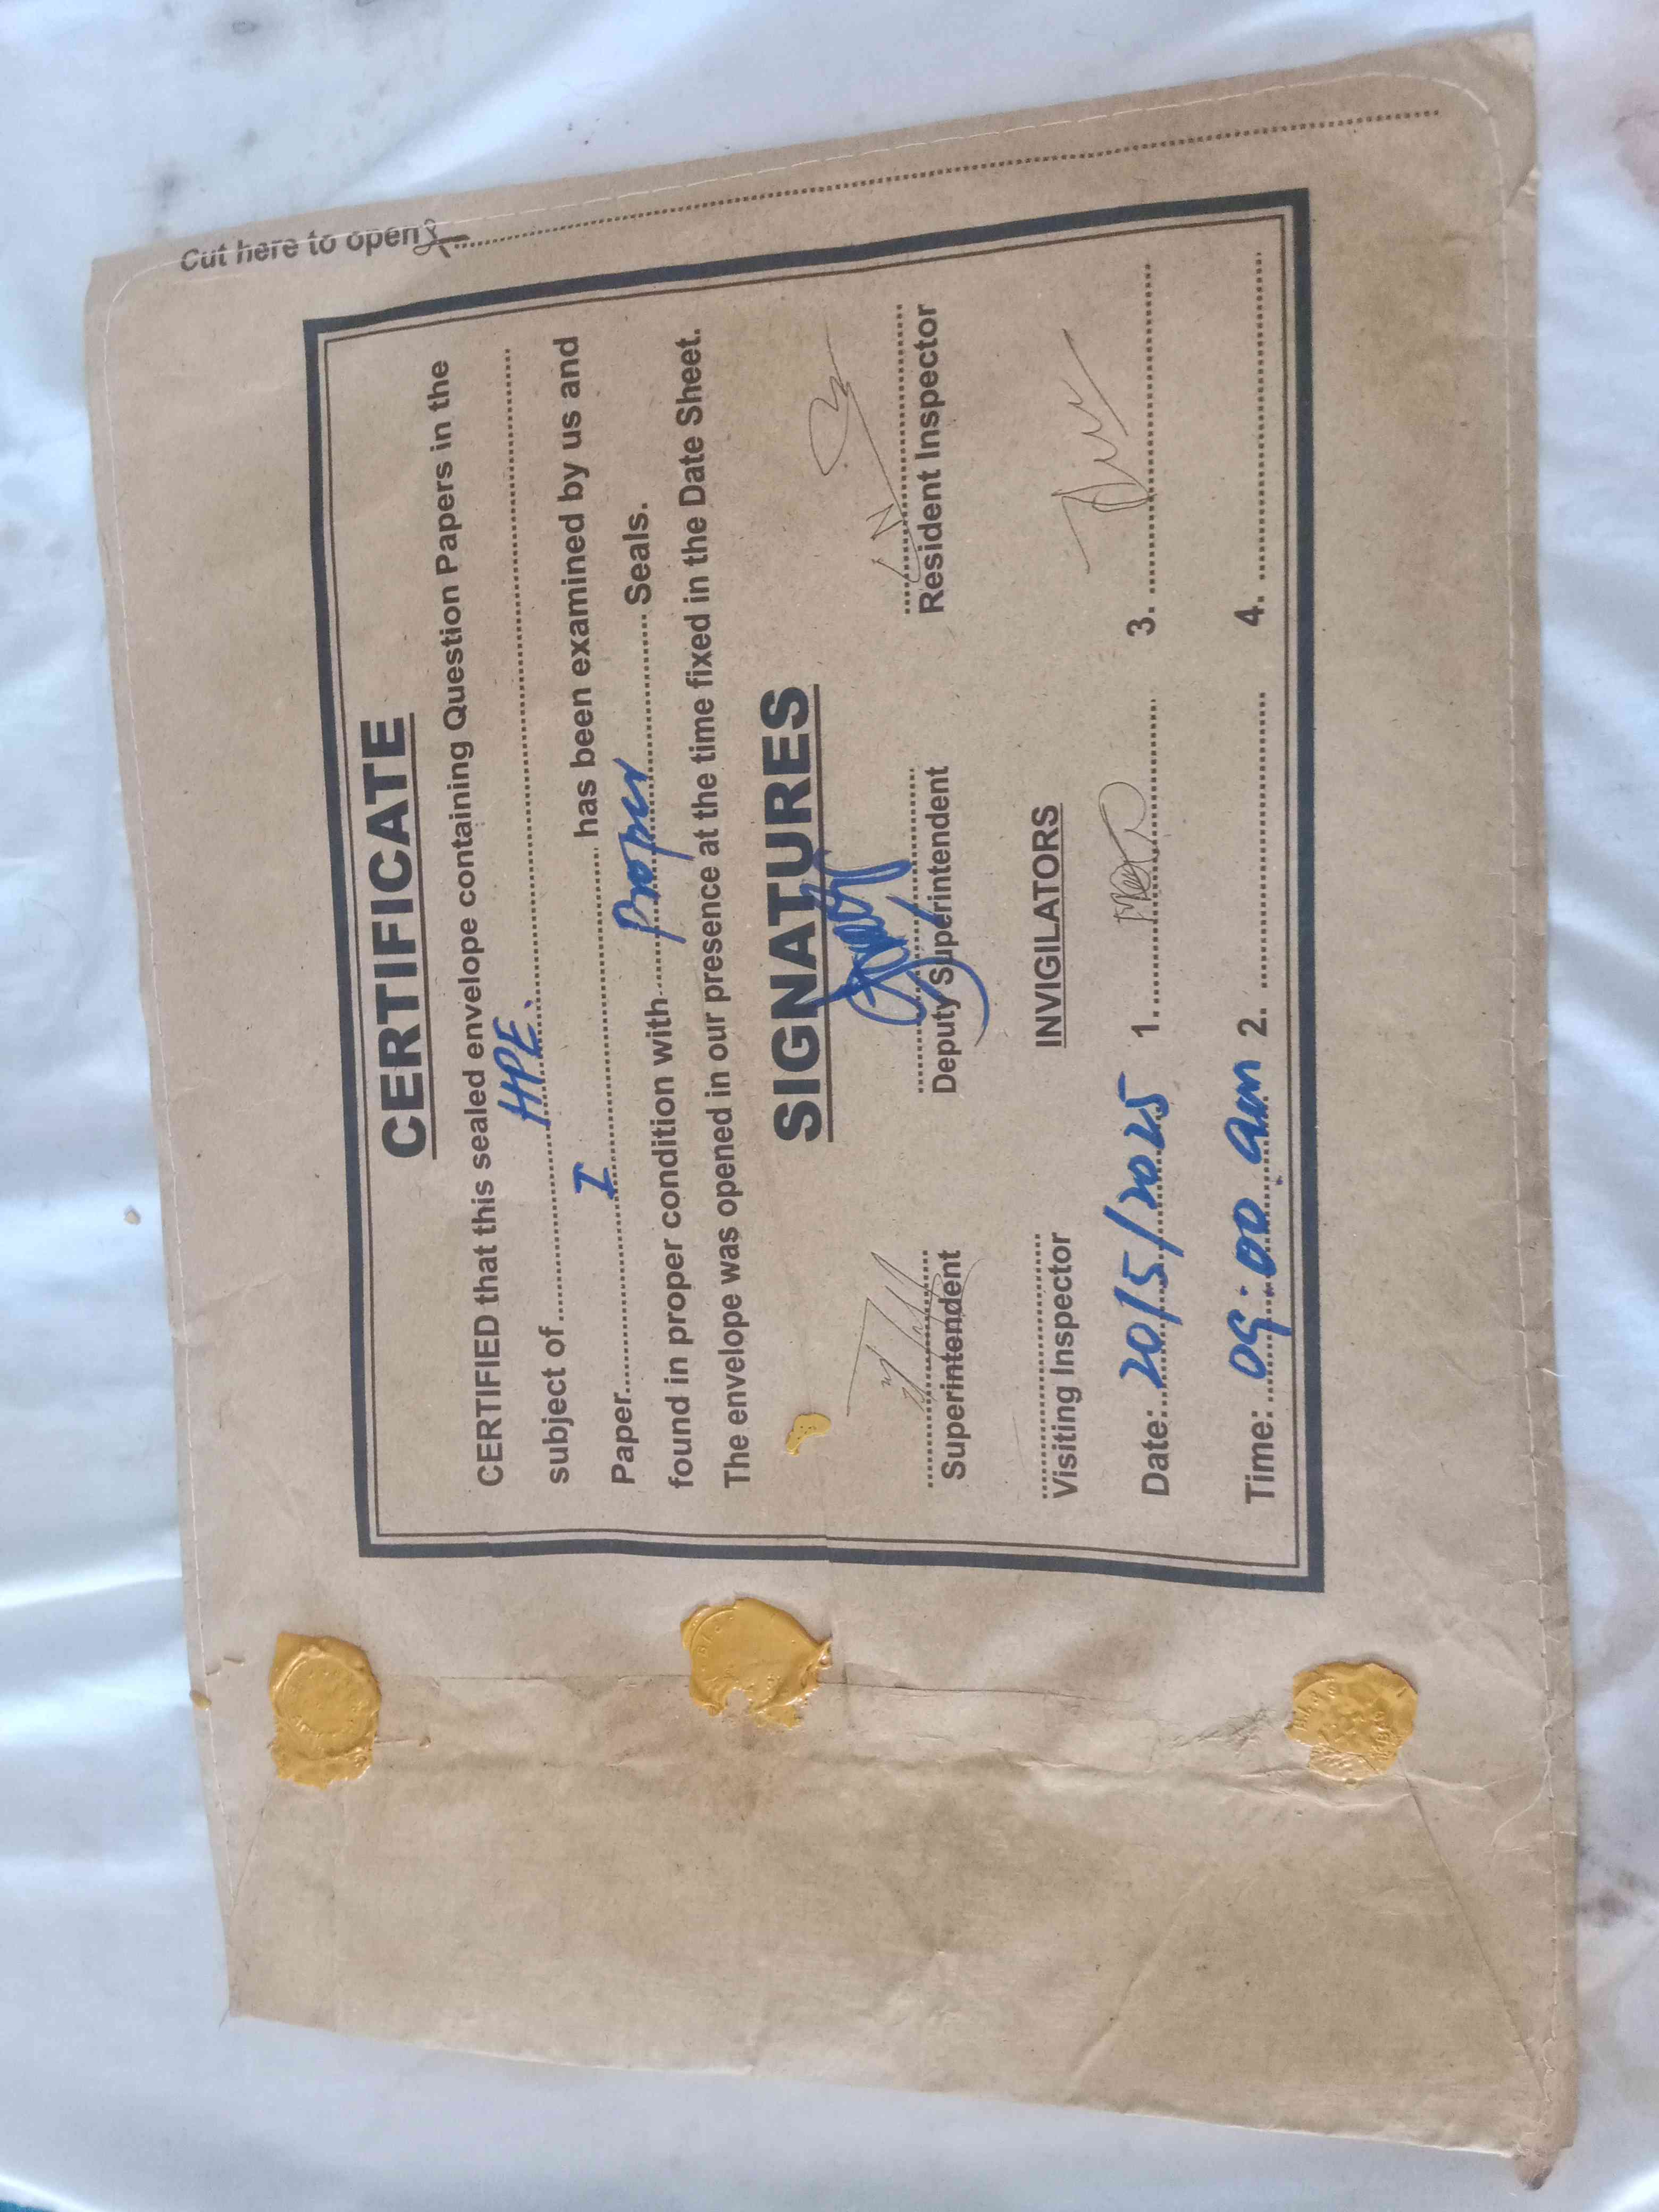 Cut here to open
CERTIFICATE
CERTIFIED that this sealed envelope containing Question Papers in the
subject of..........HPE..........
Paper..........I.......... has been examined by us and
found in proper condition with.....Proper..... Seals.
The envelope was opened in our presence at the time fixed in the Date Sheet.
SIGNATURES
Superintendent Deputy Superintendent Resident Inspector
Visiting Inspector INVIGILATORS
Date: 20/5/2025 1. .......... 3. ..........
Time: 09:00 am 2. .......... 4. ..........